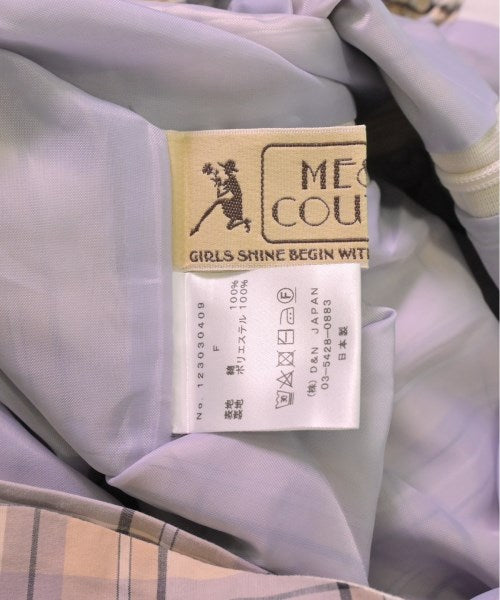 ME&
COU
GIRLS SHINE BEGIN WIT
No. 123030409
F
表地 綿 100%
裏地 ポリエステル 100%
(株) D&N JAPAN
03-5428-0883
日本製